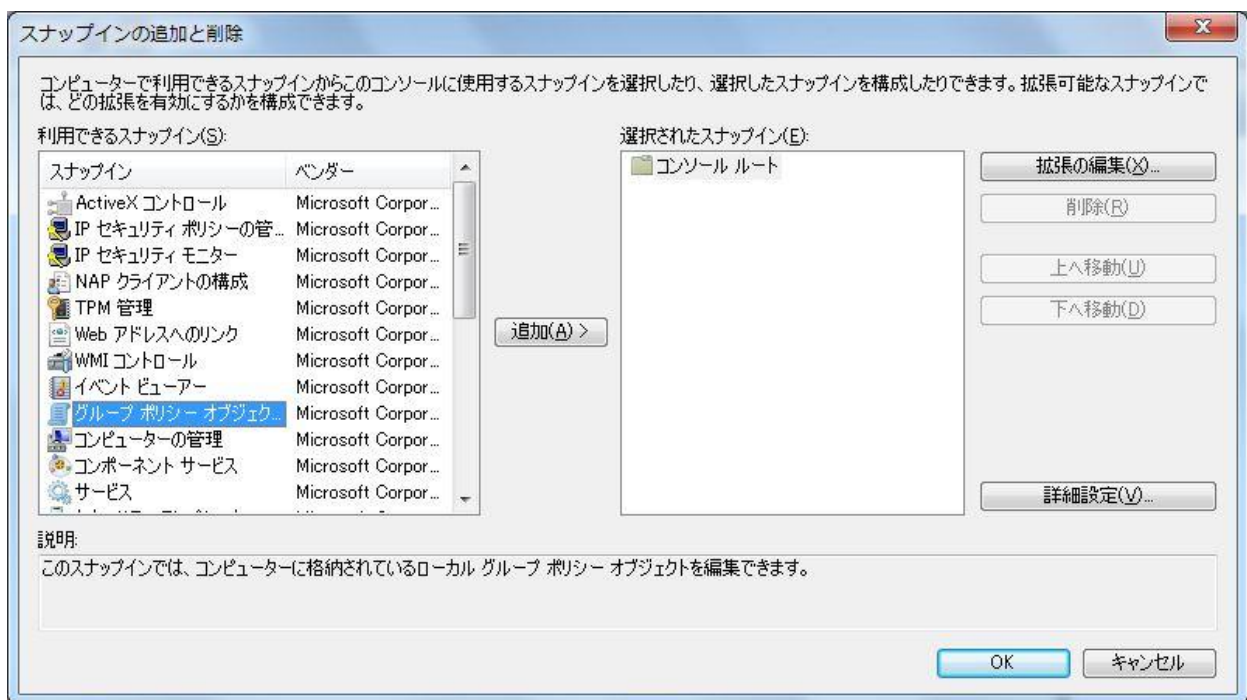 スナップインの追加と削除
コンピューターで利用できるスナップインからこのコンソールに使用するスナップインを選択したり、選択したスナップインを構成したりできます。拡張可能なスナップインで
は、どの拡張を有効にするかを構成できます。
利用できるスナップイン(S):
スナップイン ベンダー
ActiveX コントロール Microsoft Corpor...
IP セキュリティ ポリシーの管... Microsoft Corpor...
IP セキュリティ モニター Microsoft Corpor...
NAP クライアントの構成 Microsoft Corpor...
TPM 管理 Microsoft Corpor...
Web アドレスへのリンク Microsoft Corpor...
WMI コントロール Microsoft Corpor...
イベント ビューアー Microsoft Corpor...
グループ ポリシー オブジェク... Microsoft Corpor...
コンピューターの管理 Microsoft Corpor...
コンポーネント サービス Microsoft Corpor...
サービス Microsoft Corpor...
追加(A) >
選択されたスナップイン(E):
コンソール ルート
拡張の編集(X)...
削除(R)
上へ移動(U)
下へ移動(D)
詳細設定(V)...
説明:
このスナップインでは、コンピューターに格納されているローカル グループ ポリシー オブジェクトを編集できます。
OK キャンセル